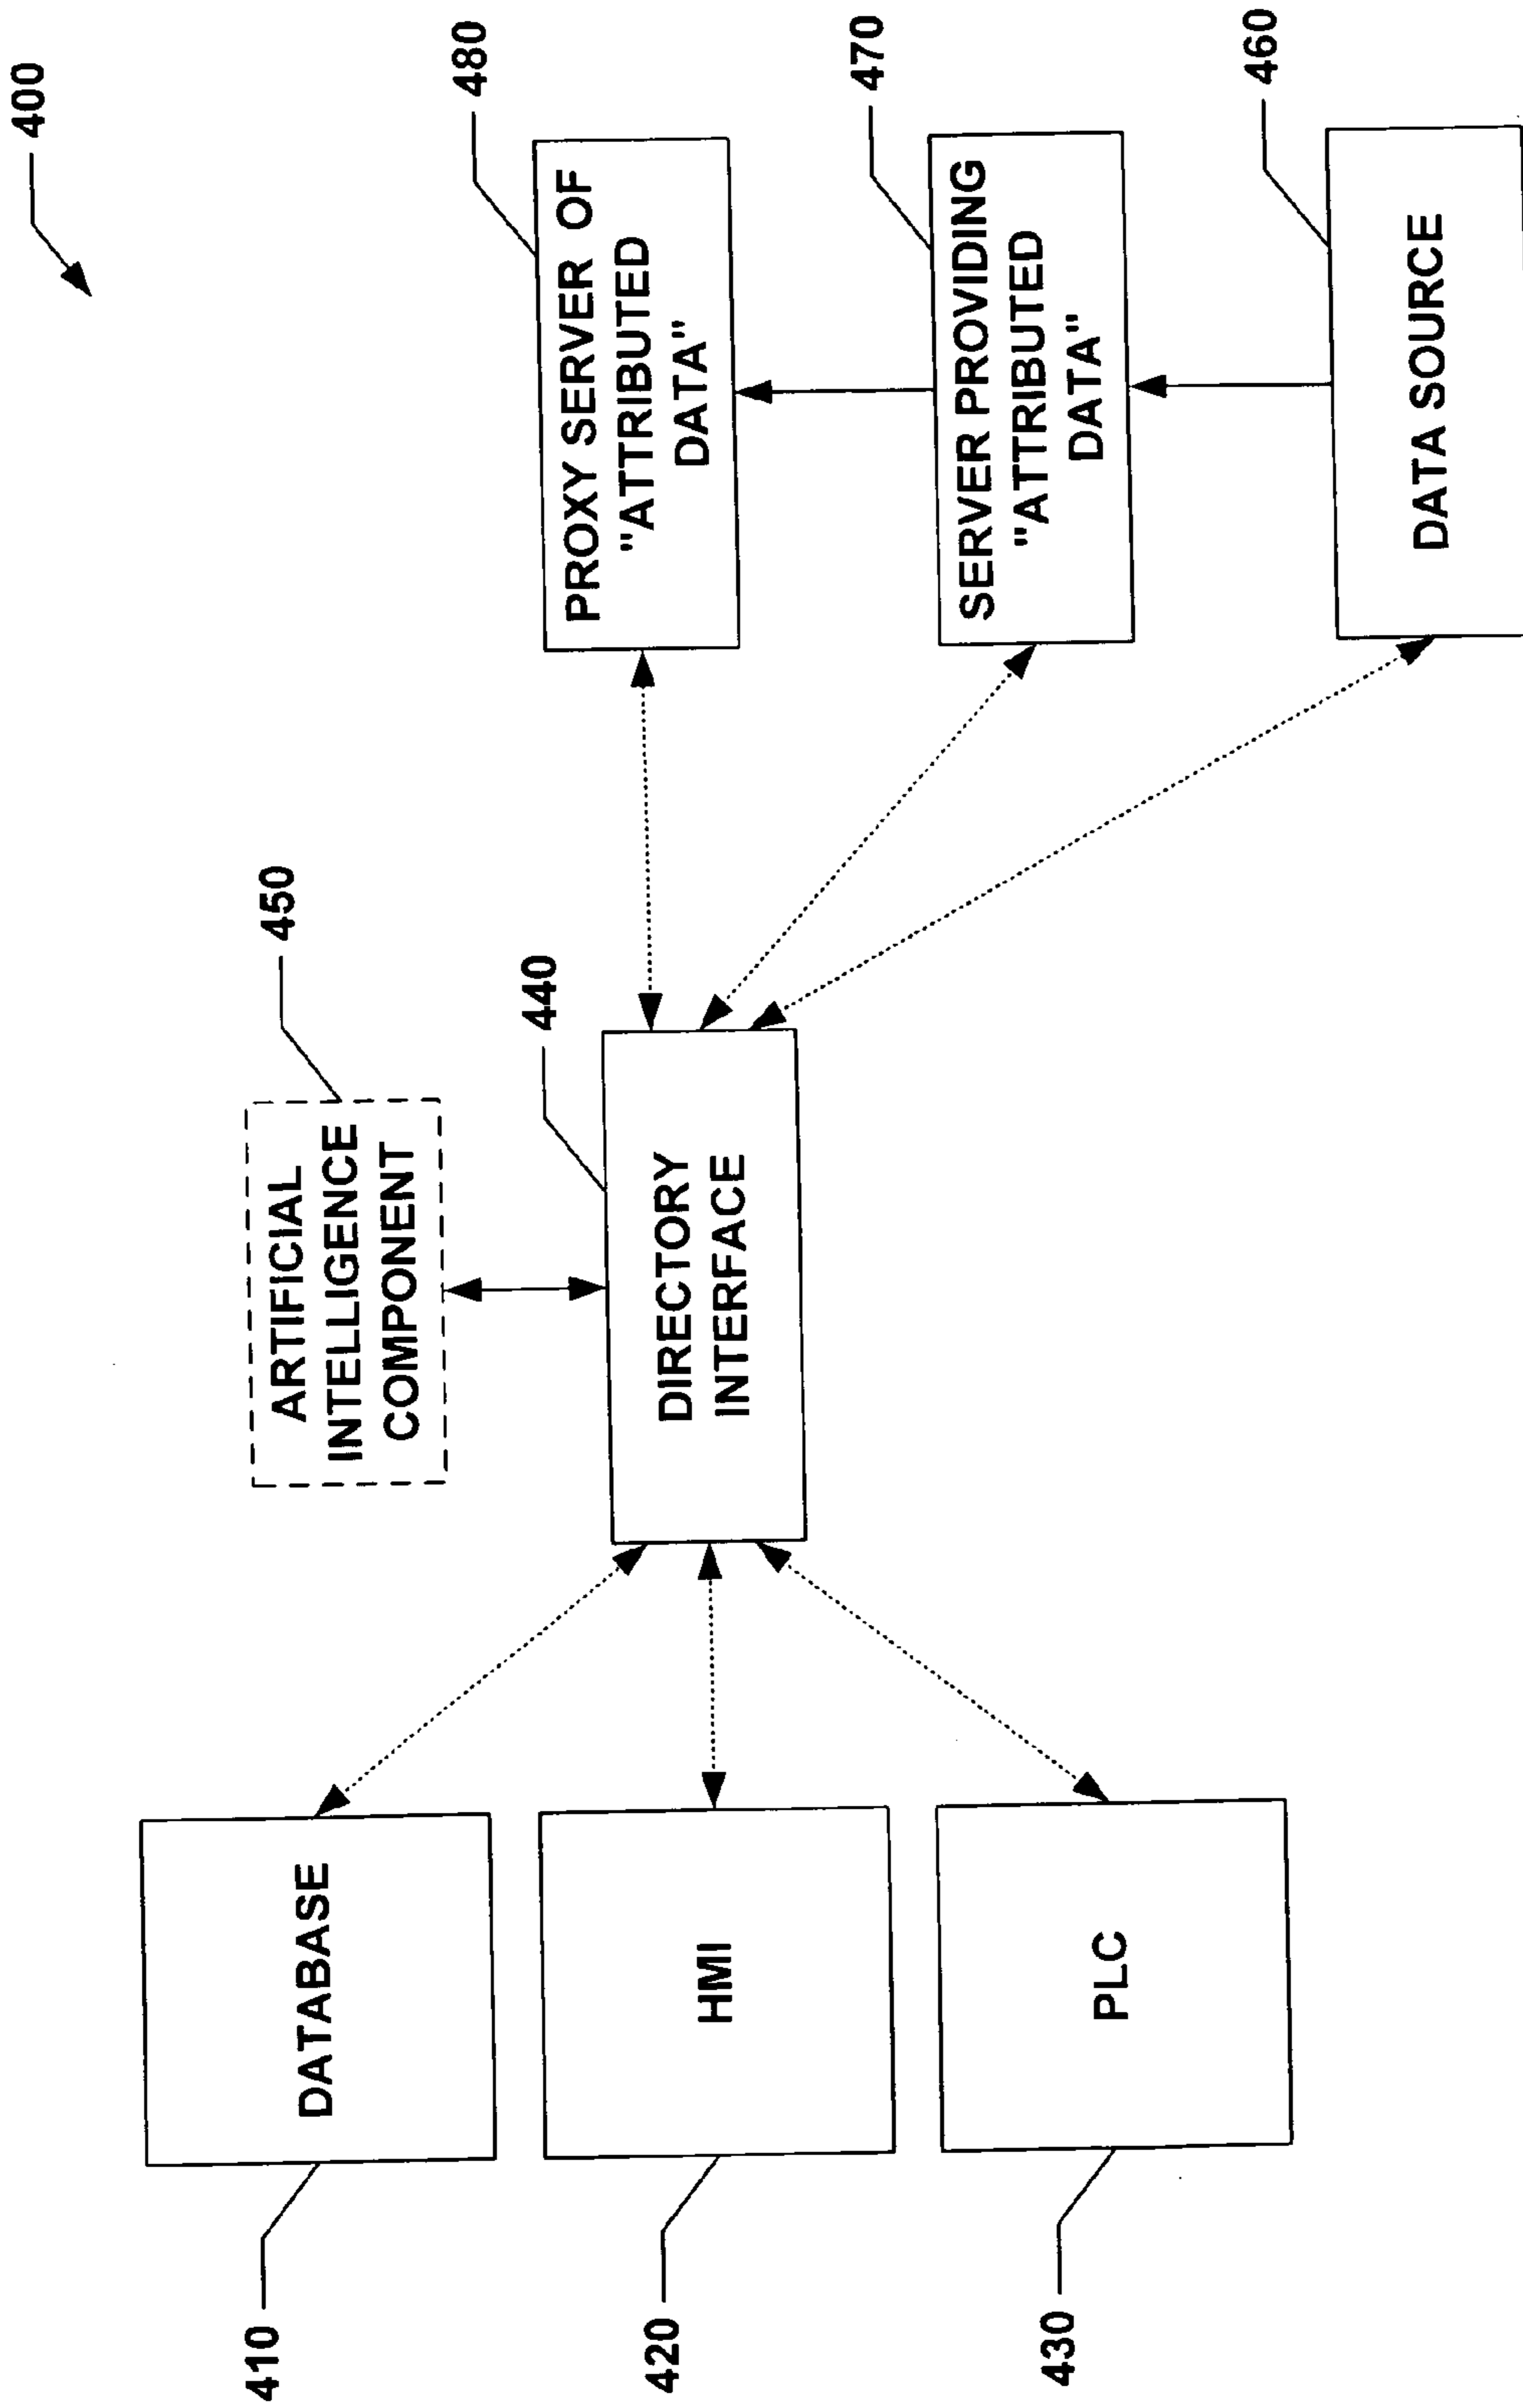 400
450
ARTIFICIAL
INTELLIGENCE
COMPONENT
410
DATABASE
440
DIRECTORY
INTERFACE
480
PROXY SERVER OF
"ATTRIBUTED
DATA"
420
HMI
470
SERVER PROVIDING
"ATTRIBUTED
DATA"
430
PLC
460
DATA SOURCE